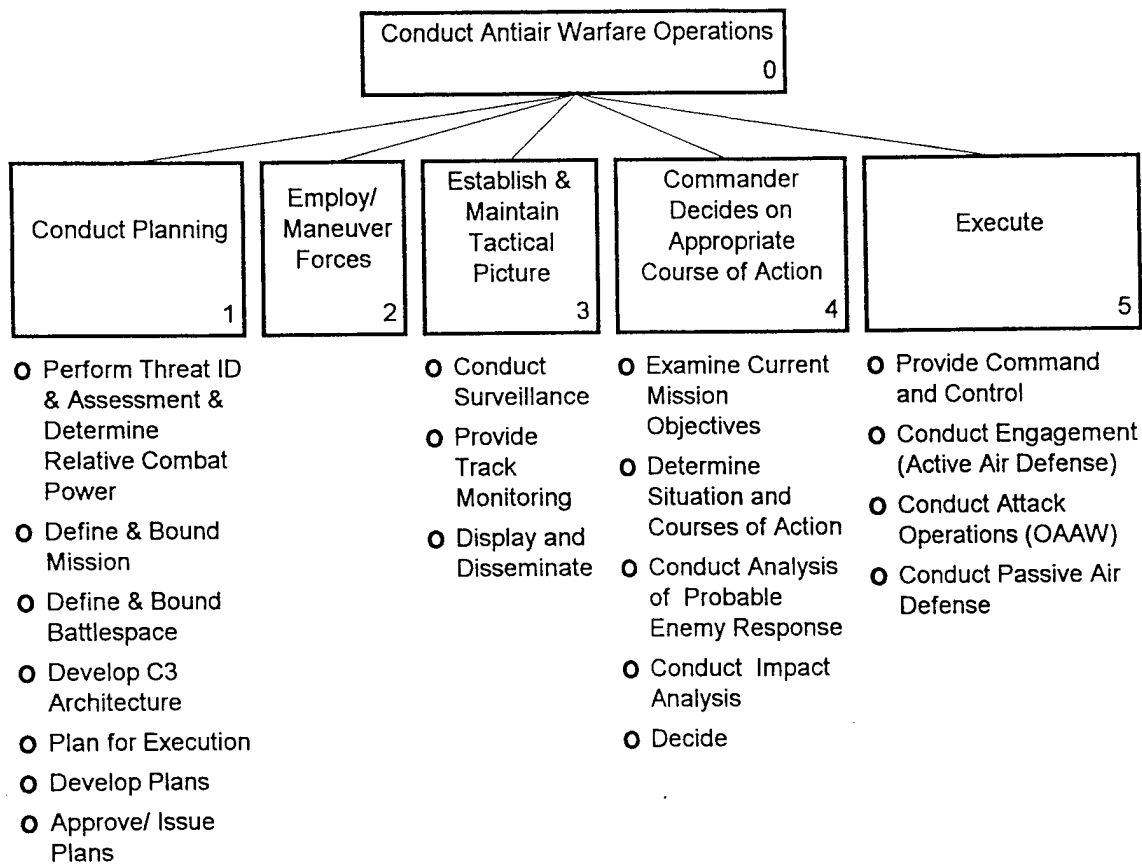 Conduct Antiair Warfare Operations
0
Conduct Planning
1
Employ/
Maneuver
Forces
2
Establish &
Maintain
Tactical
Picture
3
Commander
Decides on
Appropriate
Course of Action
4
Execute
5
o Perform Threat ID
& Assessment &
Determine
Relative Combat
Power
o Define & Bound
Mission
o Define & Bound
Battlespace
o Develop C3
Architecture
o Plan for Execution
o Develop Plans
o Approve/ Issue
Plans
o Conduct
Surveillance
o Provide
Track
Monitoring
o Display and
Disseminate
o Examine Current
Mission
Objectives
o Determine
Situation and
Courses of Action
o Conduct Analysis
of Probable
Enemy Response
o Conduct Impact
Analysis
o Decide
o Provide Command
and Control
o Conduct Engagement
(Active Air Defense)
o Conduct Attack
Operations (OAAW)
o Conduct Passive Air
Defense